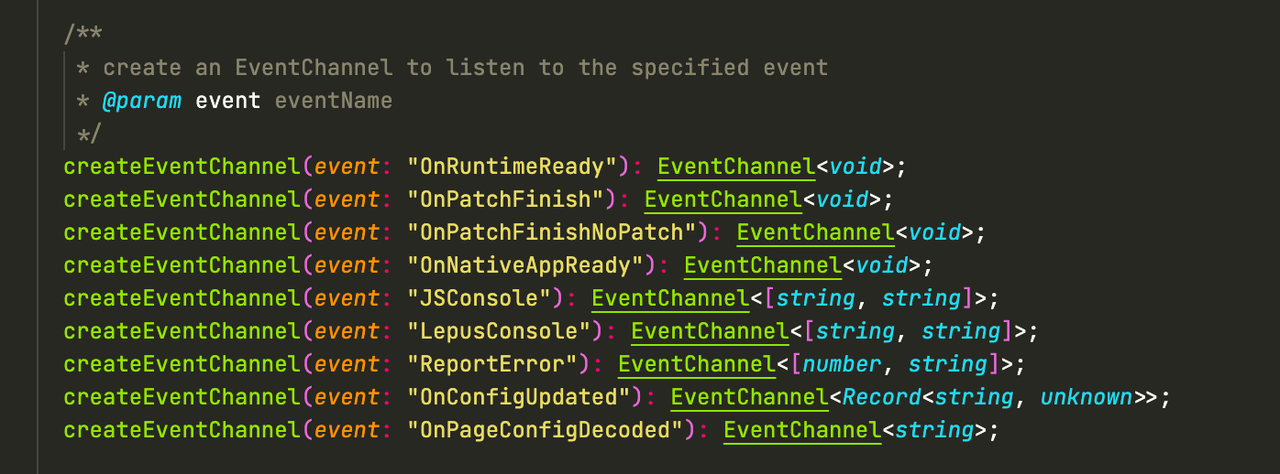 /**
 * create an EventChannel to listen to the specified event
 * @param event eventName
 */
createEventChannel(event: "OnRuntimeReady"): EventChannel<void>;
createEventChannel(event: "OnPatchFinish"): EventChannel<void>;
createEventChannel(event: "OnPatchFinishNoPatch"): EventChannel<void>;
createEventChannel(event: "OnNativeAppReady"): EventChannel<void>;
createEventChannel(event: "JSConsole"): EventChannel<[string, string]>;
createEventChannel(event: "LepusConsole"): EventChannel<[string, string]>;
createEventChannel(event: "ReportError"): EventChannel<[number, string]>;
createEventChannel(event: "OnConfigUpdated"): EventChannel<Record<string, unknown>>;
createEventChannel(event: "OnPageConfigDecoded"): EventChannel<string>;